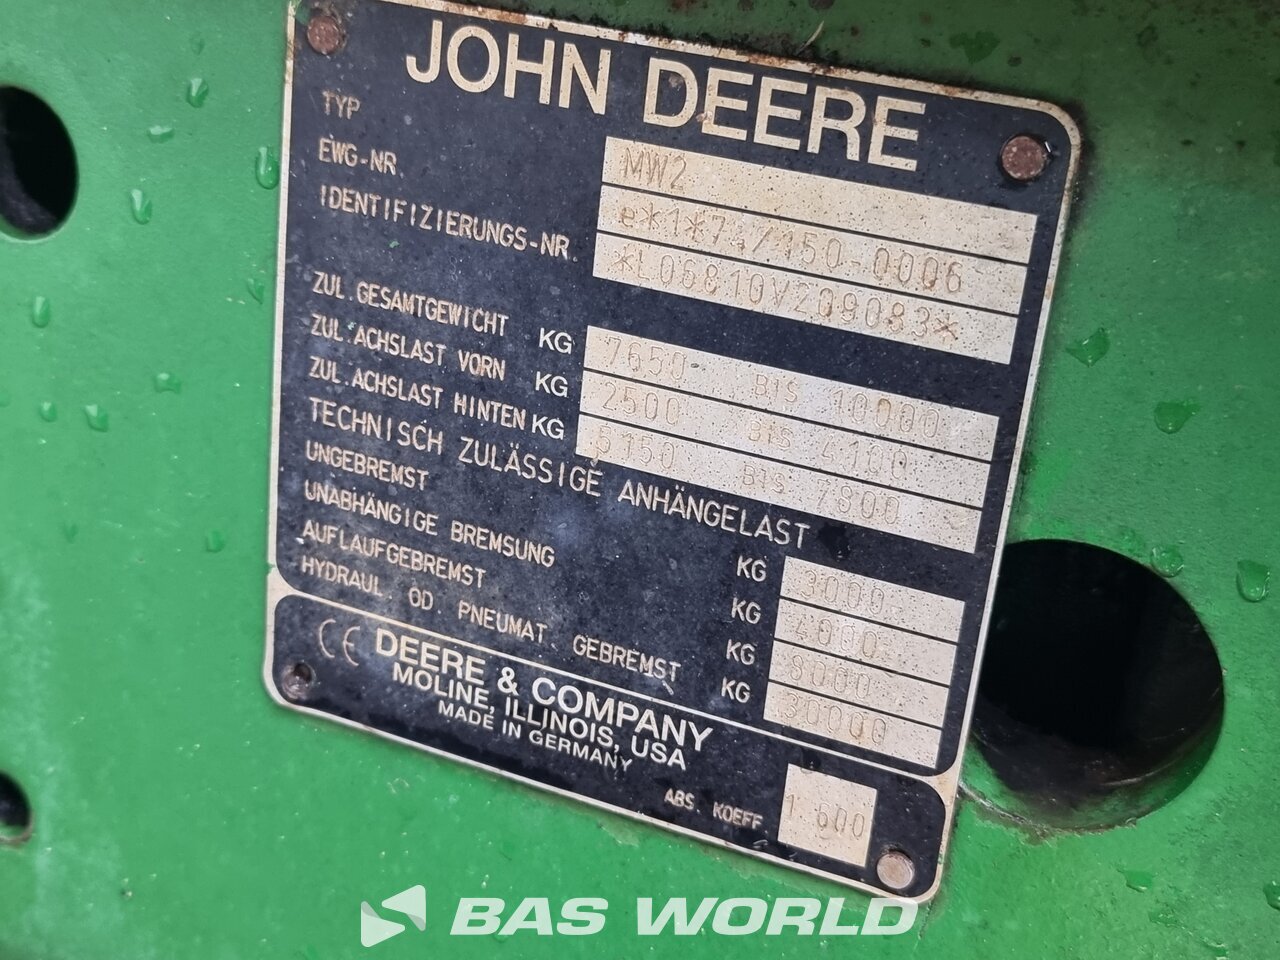 JOHN DEERE
TYP MW2
EWG-NR. e*1*74/150-0006
IDENTIFIZIERUNGS-NR. *L06810V209083*
ZUL.GESAMTGEWICHT KG 7650 BIS 10000
ZUL.ACHSLAST VORN KG 2500 BIS 4100
ZUL.ACHSLAST HINTEN KG 5150 BIS 7800
TECHNISCH ZULÄSSIGE ANHÄNGELAST
UNGEBREMST KG 3000
UNABHÄNGIGE BREMSUNG KG 4000
AUFLAUFGEBREMST KG 8000
HYDRAUL. OD. PNEUMAT. GEBREMST KG 30000
CE DEERE & COMPANY
MOLINE, ILLINOIS, USA
MADE IN GERMANY
ABS. KOEFF. 1.600
BAS WORLD